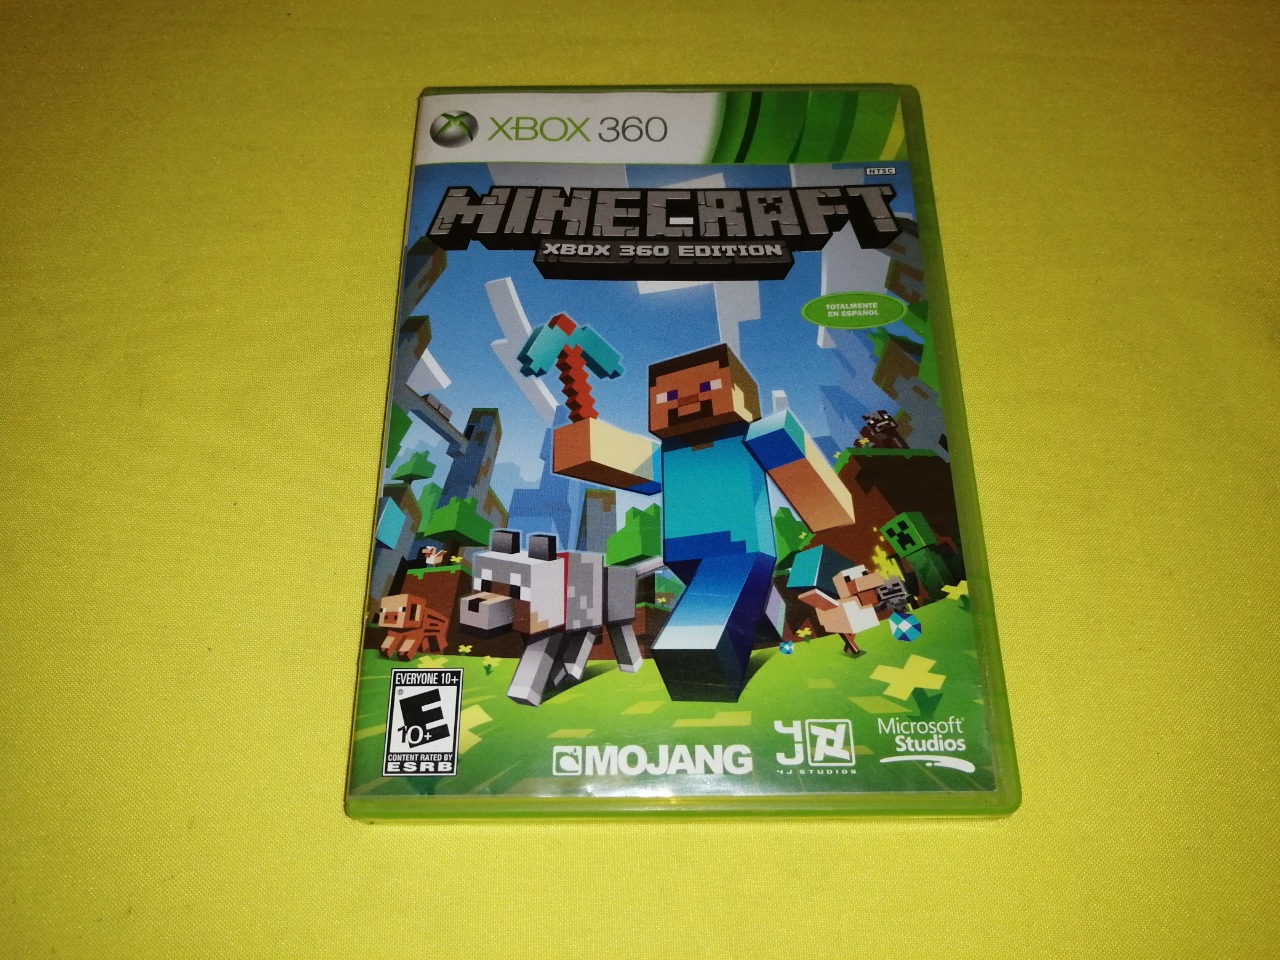 XBOX 360
NTSC
MINECRAFT
XBOX 360 EDITION
TOTALMENTE
EN ESPAÑOL
EVERYONE 10+
®
E
10+
CONTENT RATED BY
ESRB
MOJANG
4J
4J STUDIOS
Microsoft®
Studios